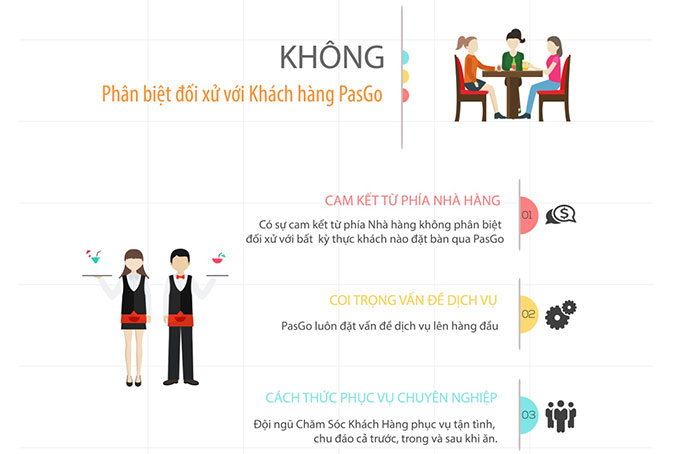 KHÔNG
Phân biệt đối xử với Khách hàng PasGo
CAM KẾT TỪ PHÍA NHÀ HÀNG
01
Có sự cam kết từ phía Nhà hàng không phân biệt
đối xử với bất kỳ thực khách nào đặt bàn qua PasGo
COI TRỌNG VẤN ĐỀ DỊCH VỤ
02
PasGo luôn đặt vấn đề dịch vụ lên hàng đầu
CÁCH THỨC PHỤC VỤ CHUYÊN NGHIỆP
03
Đội ngũ Chăm Sóc Khách Hàng phục vụ tận tình,
chu đáo cả trước, trong và sau khi ăn.